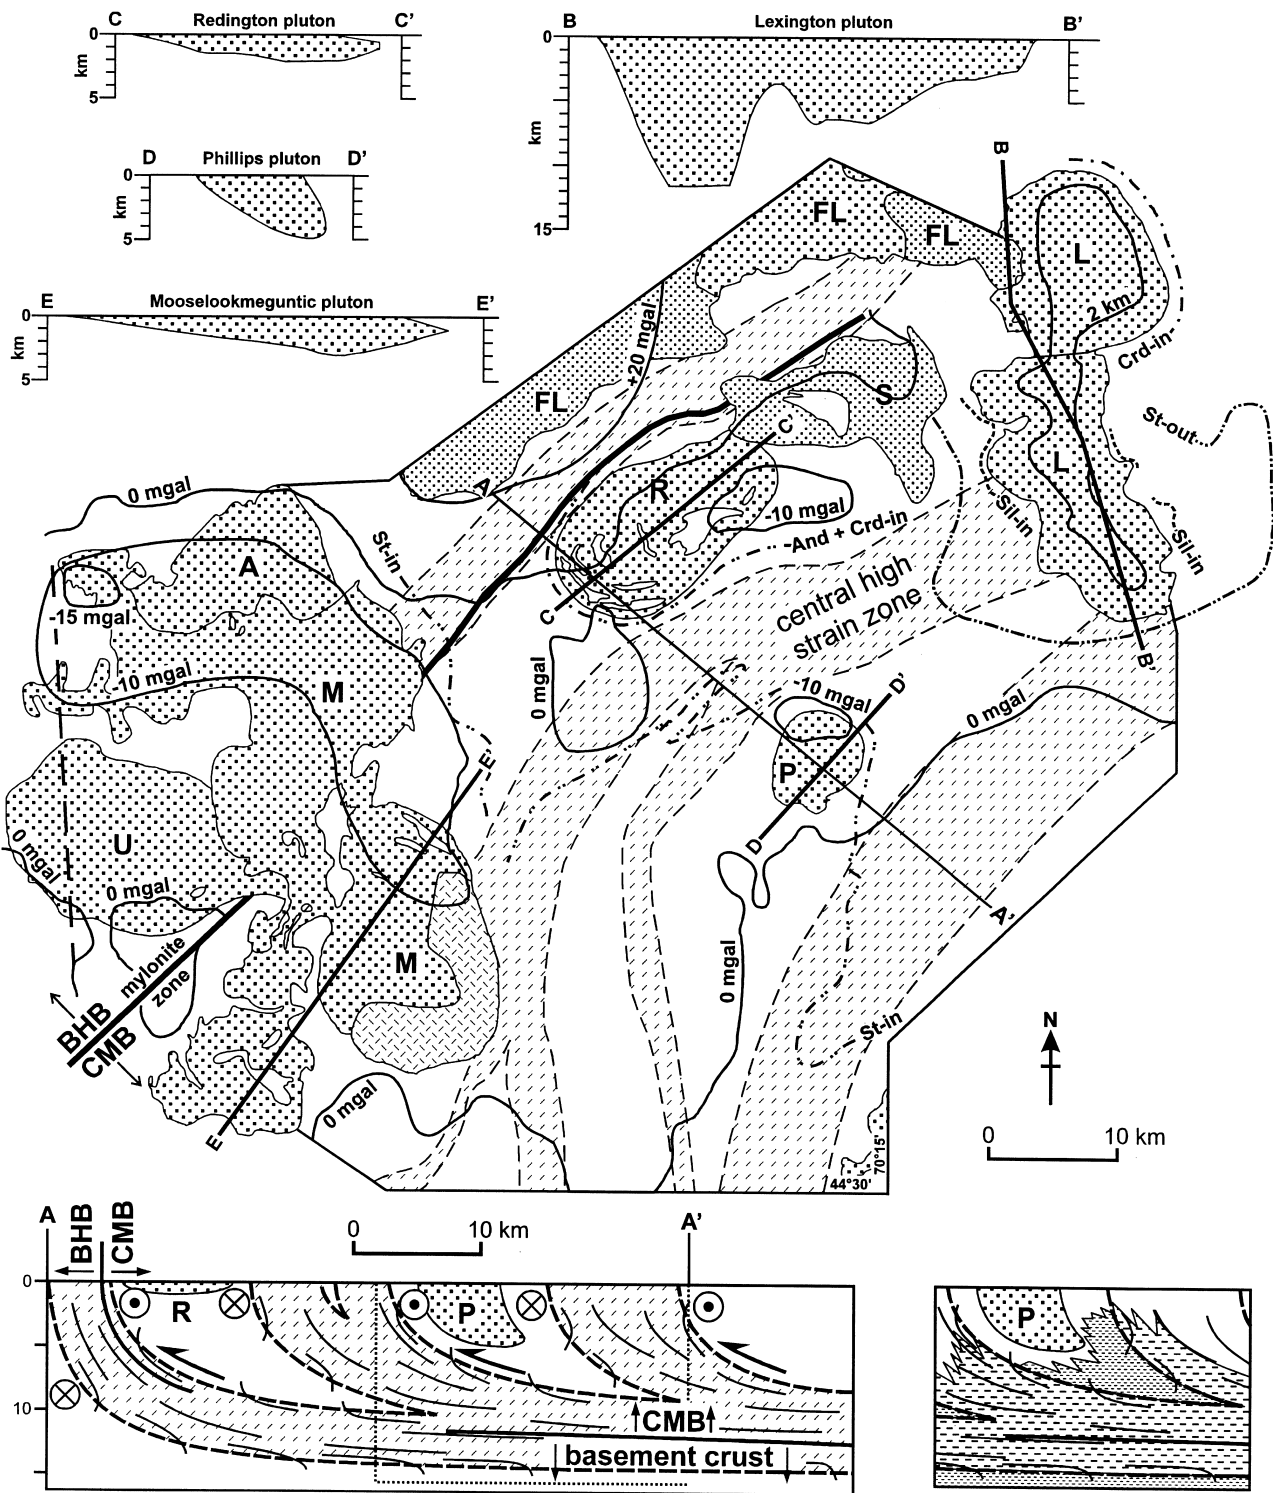 C Redington pluton C'
0
km
5
B Lexington pluton B'
0
km
15
D Phillips pluton D'
0
km
5
E Mooselookmeguntic pluton E'
0
km
5
B
FL
FL
L
2 km
Crd-in
+20 mgal
FL
S
St-out
C'
L
A
R
-10 mgal
0 mgal
St-in
And + Crd-in
Sil-in
Sil-in
A
central high
strain zone
-15 mgal
C
B'
-10 mgal
M
0 mgal
-10 mgal
D'
0 mgal
E'
P
U
0 mgal
D
0 mgal
A'
mylonite
zone
M
0 mgal
BHB
CMB
St-in
N
0 mgal
E
0 10 km
70°15'
44°30'
A
BHB
CMB
0 10 km
A'
0
R
P
P
10
CMB
basement crust